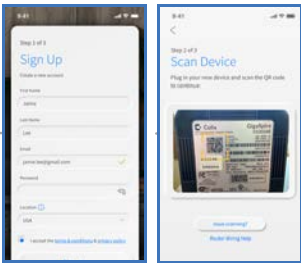 9:41
Step 1 of 3
Sign Up
Create a new account
First Name
Jamie
Last Name
Lee
Email
jamie.lee@gmail.com
Password
Location
USA
I accept the terms & conditions & privacy policy
9:41
Step 2 of 3
Scan Device
Plug in your new device and scan the QR code
to continue.
Calix
GigaSpire
Done scanning?
Router Wiring Help